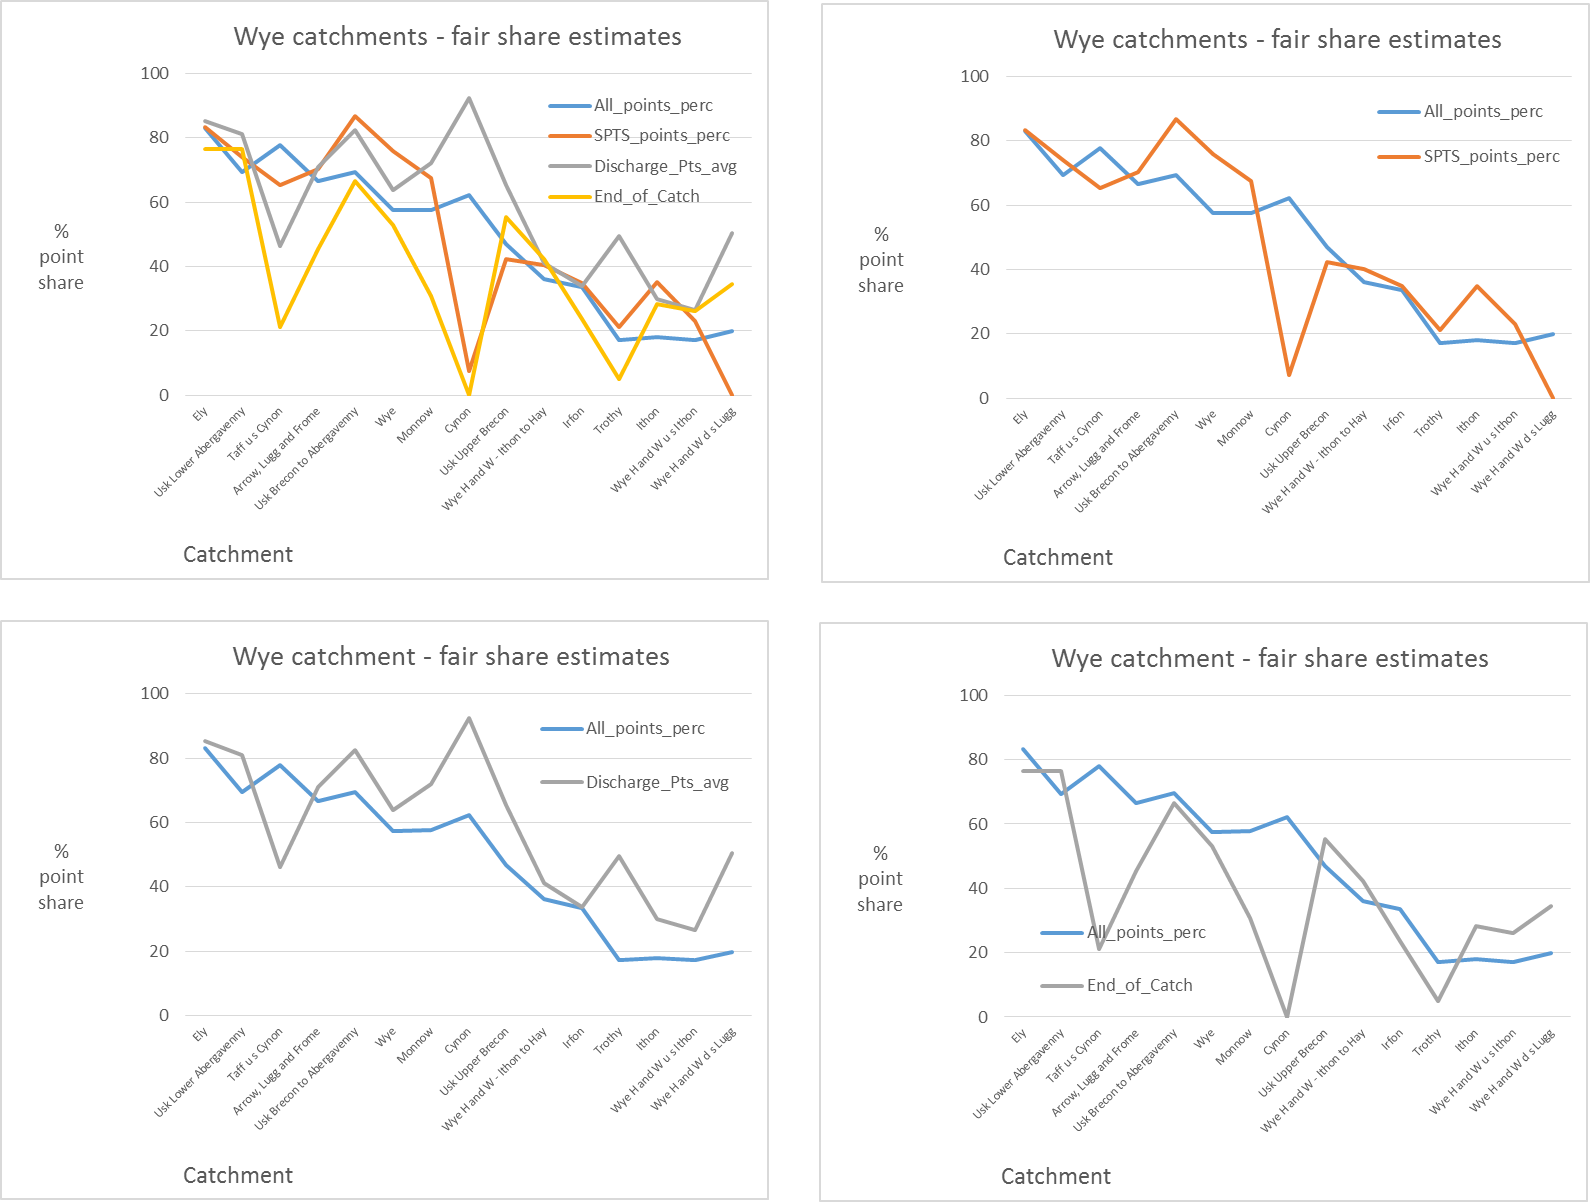 Wye catchments - fair share estimates
100
80
60
40
20
0
%
point
share
All_points_perc
SPTS_points_perc
Discharge_Pts_avg
End_of_Catch
Ely
Usk Lower Abergavenny
Taff u s Cynon
Arrow, Lugg and Frome
Usk Brecon to Abergavenny
Wye
Monnow
Cynon
Usk Upper Brecon
Wye H and W - Ithon to Hay
Irfon
Trothy
Ithon
Wye H and W u s Ithon
Wye H and W d s Lugg
Catchment
Wye catchments - fair share estimates
100
80
60
40
20
0
%
point
share
All_points_perc
SPTS_points_perc
Ely
Usk Lower Abergavenny
Taff u s Cynon
Arrow, Lugg and Frome
Usk Brecon to Abergavenny
Wye
Monnow
Cynon
Usk Upper Brecon
Wye H and W - Ithon to Hay
Irfon
Trothy
Ithon
Wye H and W u s Ithon
Wye H and W d s Lugg
Catchment
Wye catchment - fair share estimates
100
80
60
40
20
0
%
point
share
All_points_perc
Discharge_Pts_avg
Ely
Usk Lower Abergavenny
Taff u s Cynon
Arrow, Lugg and Frome
Usk Brecon to Abergavenny
Wye
Monnow
Cynon
Usk Upper Brecon
Wye H and W - Ithon to Hay
Irfon
Trothy
Ithon
Wye H and W u s Ithon
Wye H and W d s Lugg
Catchment
Wye catchment - fair share estimates
100
80
60
40
20
0
%
point
share
All_points_perc
End_of_Catch
Ely
Usk Lower Abergavenny
Taff u s Cynon
Arrow, Lugg and Frome
Usk Brecon to Abergavenny
Wye
Monnow
Cynon
Usk Upper Brecon
Wye H and W - Ithon to Hay
Irfon
Trothy
Ithon
Wye H and W u s Ithon
Wye H and W d s Lugg
Catchment